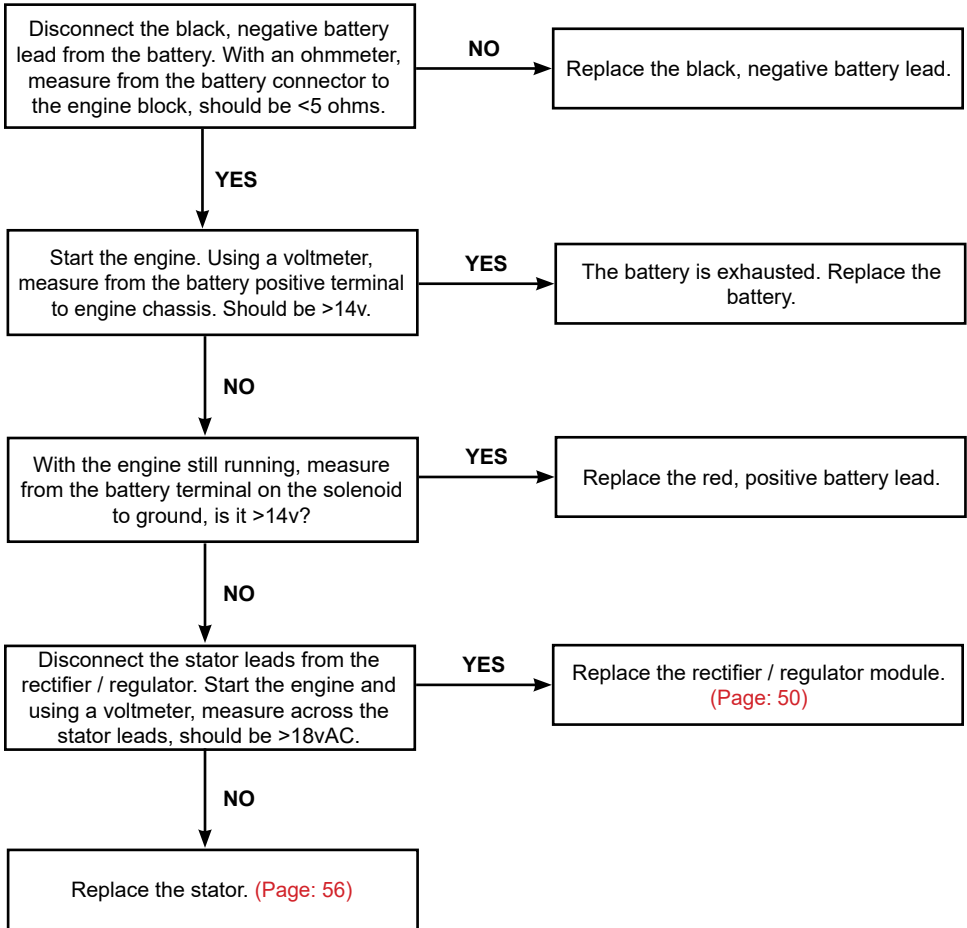 Disconnect the black, negative battery
lead from the battery. With an ohmmeter,
measure from the battery connector to
the engine block, should be <5 ohms.
NO
Replace the black, negative battery lead.
YES
Start the engine. Using a voltmeter,
measure from the battery positive terminal
to engine chassis. Should be >14v.
YES
The battery is exhausted. Replace the
battery.
NO
With the engine still running, measure
from the battery terminal on the solenoid
to ground, is it >14v?
YES
Replace the red, positive battery lead.
NO
Disconnect the stator leads from the
rectifier / regulator. Start the engine and
using a voltmeter, measure across the
stator leads, should be >18vAC.
YES
Replace the rectifier / regulator module.
(Page: 50)
NO
Replace the stator. (Page: 56)